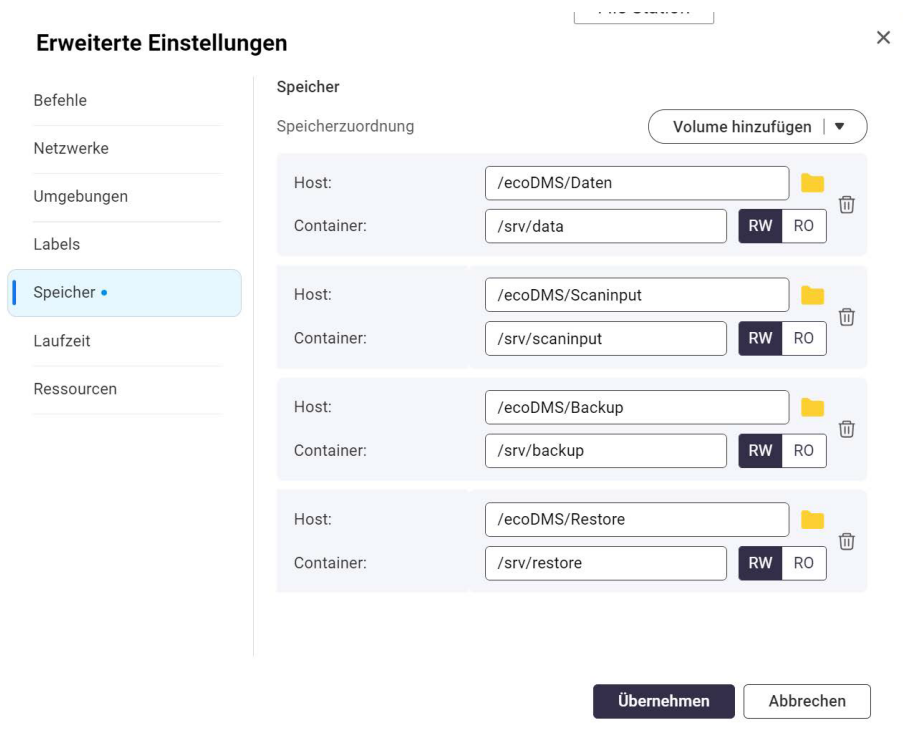 Erweiterte Einstellungen
Befehle
Netzwerke
Umgebungen
Labels
Speicher
Laufzeit
Ressourcen
Speicher
Speicherzuordnung
Volume hinzufügen
Host: /ecoDMS/Daten
Container: /srv/data RW RO
Host: /ecoDMS/Scaninput
Container: /srv/scaninput RW RO
Host: /ecoDMS/Backup
Container: /srv/backup RW RO
Host: /ecoDMS/Restore
Container: /srv/restore RW RO
Übernehmen Abbrechen